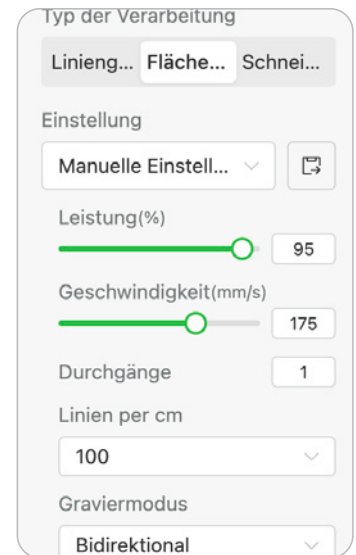 Typ der Verarbeitung
Linieng... Fläche... Schnei...
Einstellung
Manuelle Einstell...
Leistung(%)
95
Geschwindigkeit(mm/s)
175
Durchgänge 1
Linien per cm
100
Graviermodus
Bidirektional